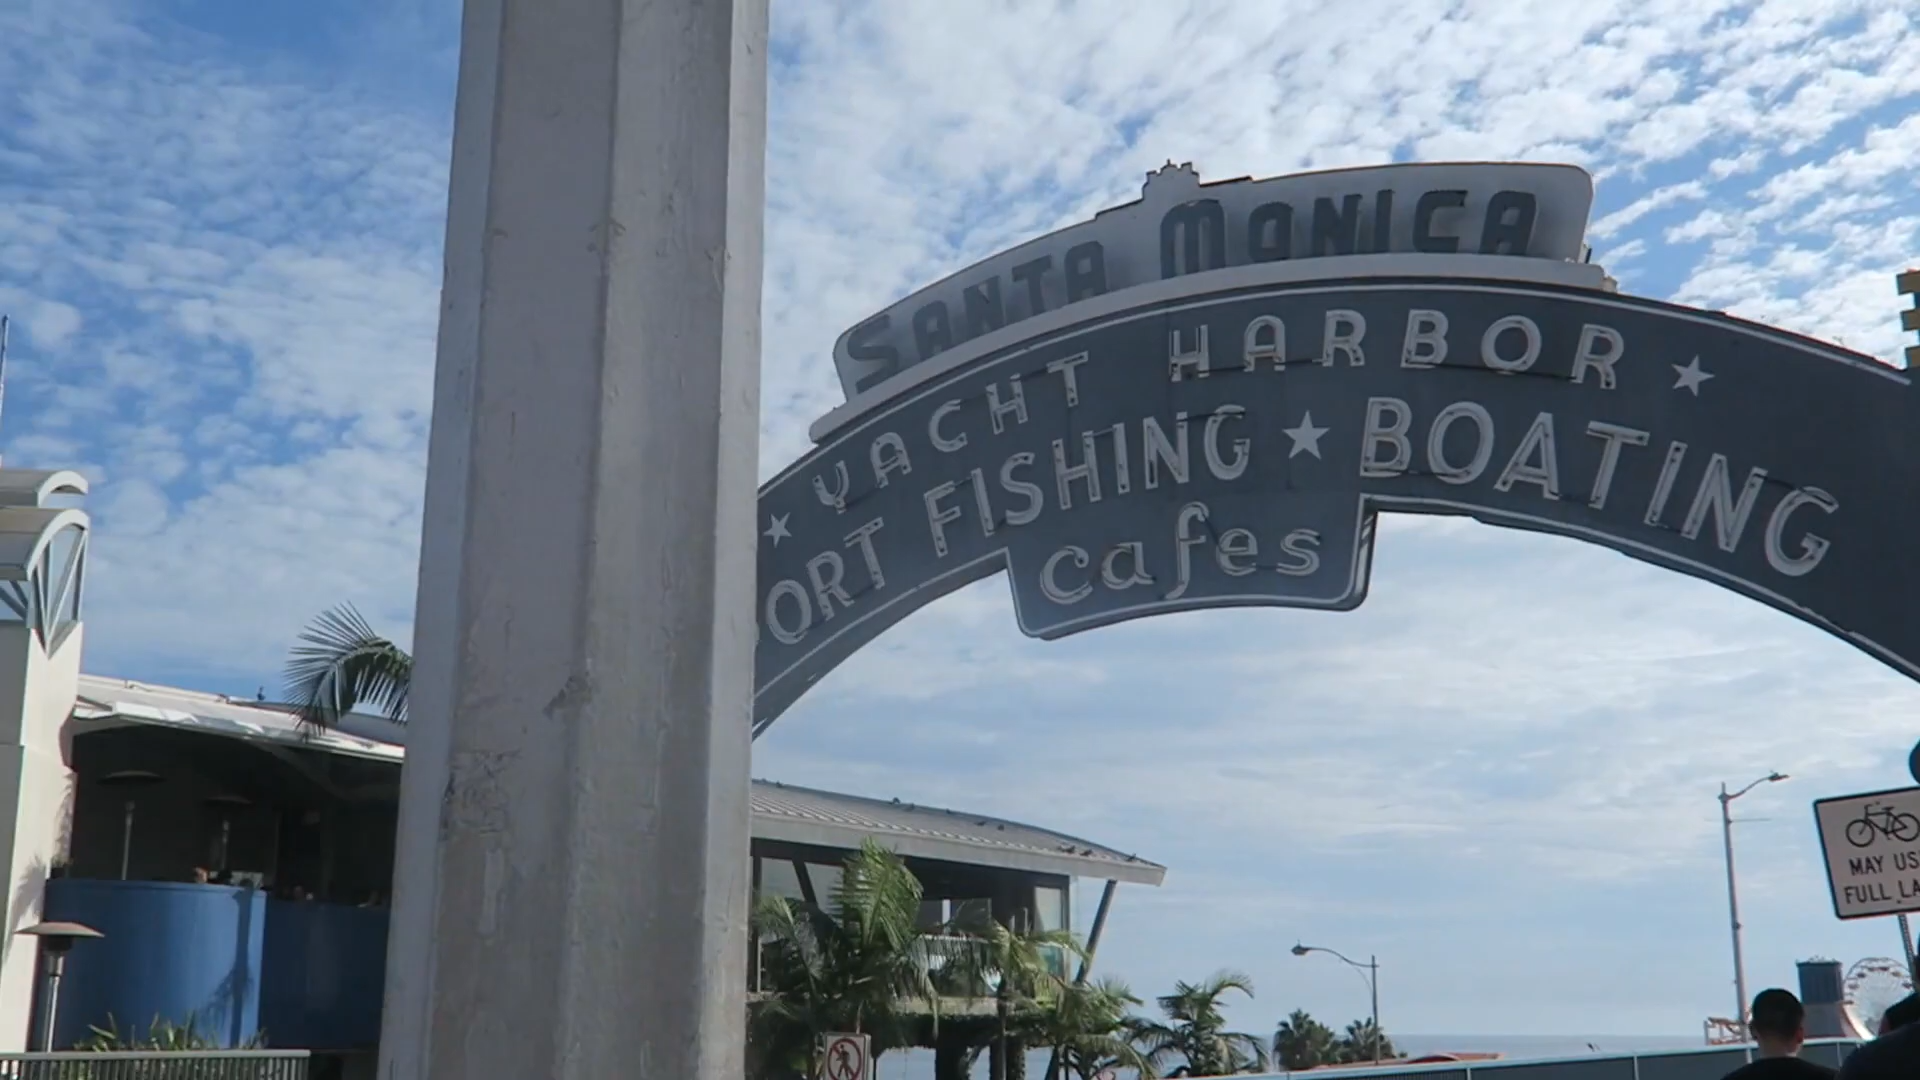 SANTA MONICA
★ YACHT HARBOR ★
ORT FISHING ★ BOATING
cafes
MAY US
FULL LA